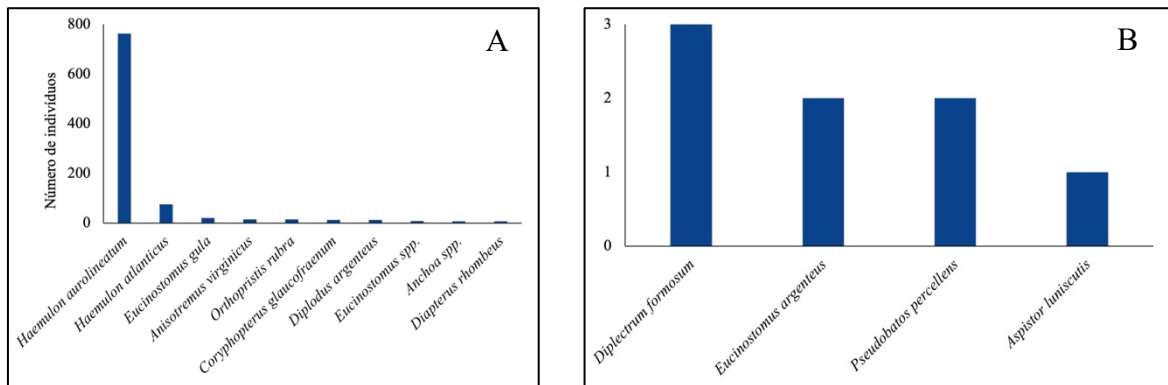 A
Número de indivíduos
800
600
400
200
0
Haemulon aurolineatum
Haemulon atlanticus
Eucinostomus gula
Anisotremus virginicus
Orthopristis rubra
Coryphopterus glaucofraenum
Diplodus argenteus
Eucinostomus spp.
Anchoa spp.
Diapterus rhombeus
B
3
2
1
0
Diplectrum formosum
Eucinostomus argenteus
Pseudobatos percellens
Aspistor luniscutis